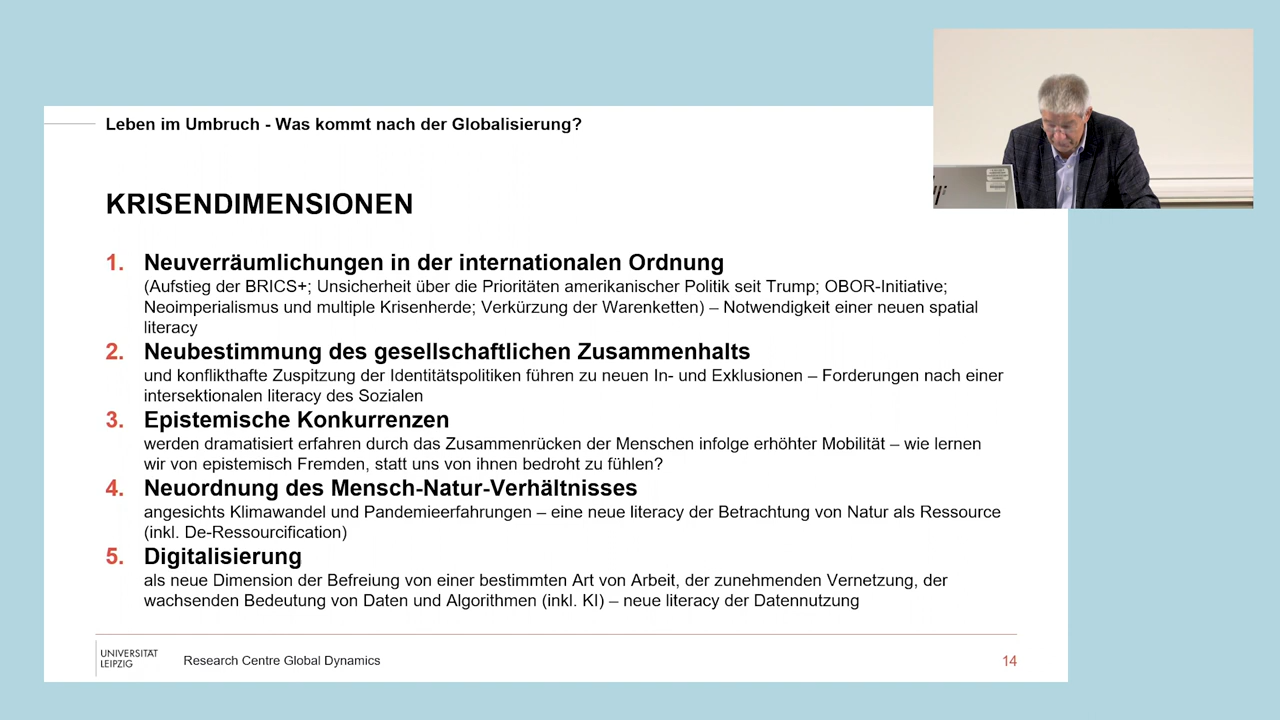 Leben im Umbruch - Was kommt nach der Globalisierung?
KRISENDIMENSIONEN
1. Neuverräumlichungen in der internationalen Ordnung
(Aufstieg der BRICS+; Unsicherheit über die Prioritäten amerikanischer Politik seit Trump; OBOR-Initiative;
Neoimperialismus und multiple Krisenherde; Verkürzung der Warenketten) – Notwendigkeit einer neuen spatial
literacy
2. Neubestimmung des gesellschaftlichen Zusammenhalts
und konflikthafte Zuspitzung der Identitätspolitiken führen zu neuen In- und Exklusionen – Forderungen nach einer
intersektionalen literacy des Sozialen
3. Epistemische Konkurrenzen
werden dramatisiert erfahren durch das Zusammenrücken der Menschen infolge erhöhter Mobilität – wie lernen
wir von epistemisch Fremden, statt uns von ihnen bedroht zu fühlen?
4. Neuordnung des Mensch-Natur-Verhältnisses
angesichts Klimawandel und Pandemieerfahrungen – eine neue literacy der Betrachtung von Natur als Ressource
(inkl. De-Ressourcification)
5. Digitalisierung
als neue Dimension der Befreiung von einer bestimmten Art von Arbeit, der zunehmenden Vernetzung, der
wachsenden Bedeutung von Daten und Algorithmen (inkl. KI) – neue literacy der Datennutzung
UNIVERSITÄT
LEIPZIG
Research Centre Global Dynamics
14